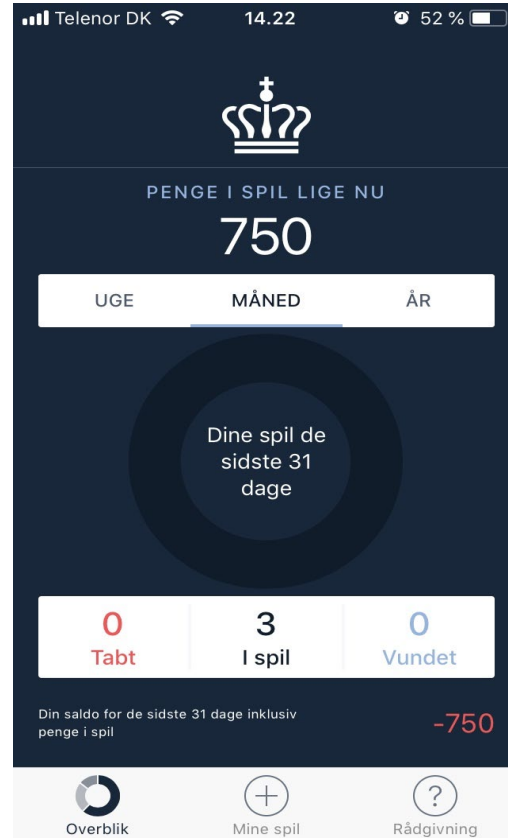 Telenor DK 14.22 52 %
PENGE I SPIL LIGE NU
750
UGE MÅNED ÅR
Dine spil de
sidste 31
dage
0 3 0
Tabt I spil Vundet
Din saldo for de sidste 31 dage inklusiv
penge i spil
-750
Overblik Mine spil Rådgivning